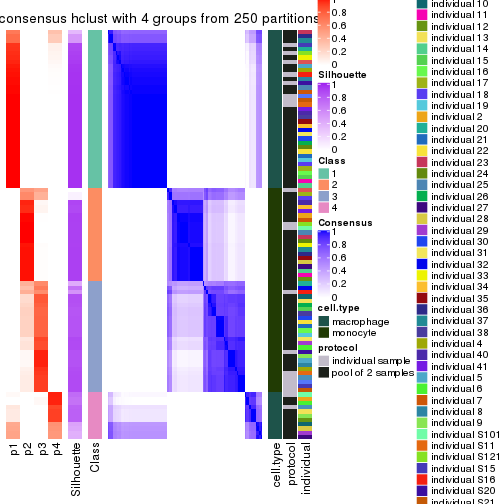 consensus hclust with 4 groups from 250 partitions
0.8
0.6
0.4
0.2
0
Silhouette
1
0.8
0.6
0.4
0.2
0
Class
1
2
3
4
Consensus
1
0.8
0.6
0.4
0.2
0
cell.type
macrophage
monocyte
protocol
individual sample
pool of 2 samples
individual 10
individual 11
individual 12
individual 13
individual 14
individual 15
individual 16
individual 17
individual 18
individual 19
individual 2
individual 20
individual 21
individual 22
individual 23
individual 24
individual 25
individual 26
individual 27
individual 28
individual 29
individual 30
individual 31
individual 32
individual 33
individual 34
individual 35
individual 36
individual 37
individual 38
individual 4
individual 40
individual 41
individual 5
individual 6
individual 7
individual 8
individual 9
individual S101
individual S11
individual S121
individual S15
individual S16
individual S20
individual S21
p1
p2
p3
p4
Silhouette
Class
cell.type
protocol
individual